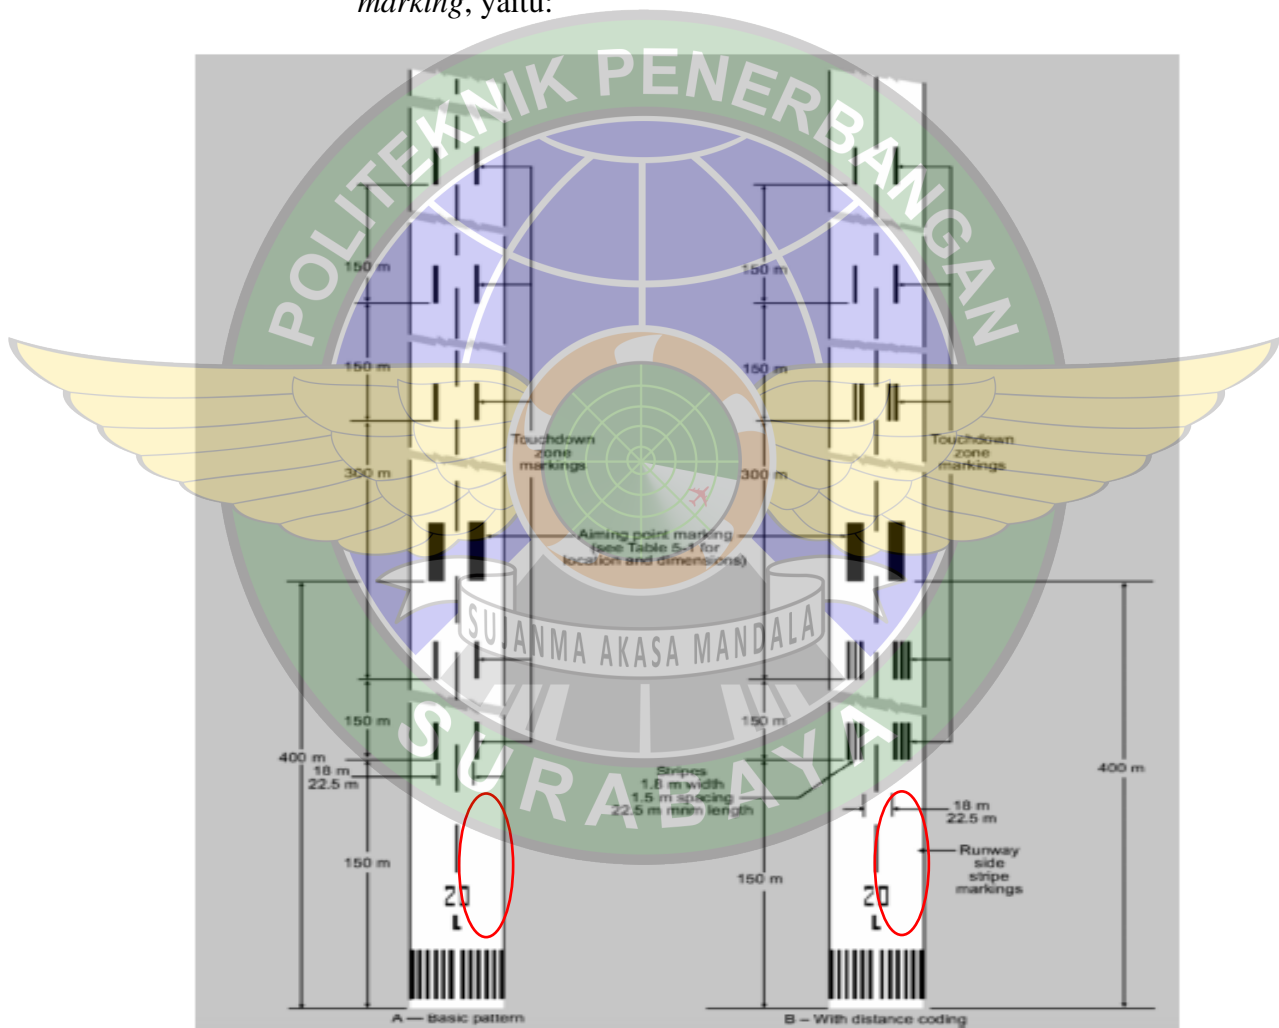 marking, yaitu:
POLITEKNIK PENERBANGAN
150 m
150 m
150 m
150 m
Touchdown
zone
markings
Touchdown
zone
markings
300 m
300 m
Aiming point marking
(see Table 5-1 for
location and dimensions)
SUJANMA AKASA MANDALA
SURABAYA
150 m
150 m
400 m
400 m
18 m
22.5 m
Stripes
1.8 m width
1.5 m spacing
22.5 m mnm length
18 m
22.5 m
Runway
side
stripe
markings
150 m
150 m
20
L
20
L
A — Basic pattern
B – With distance coding